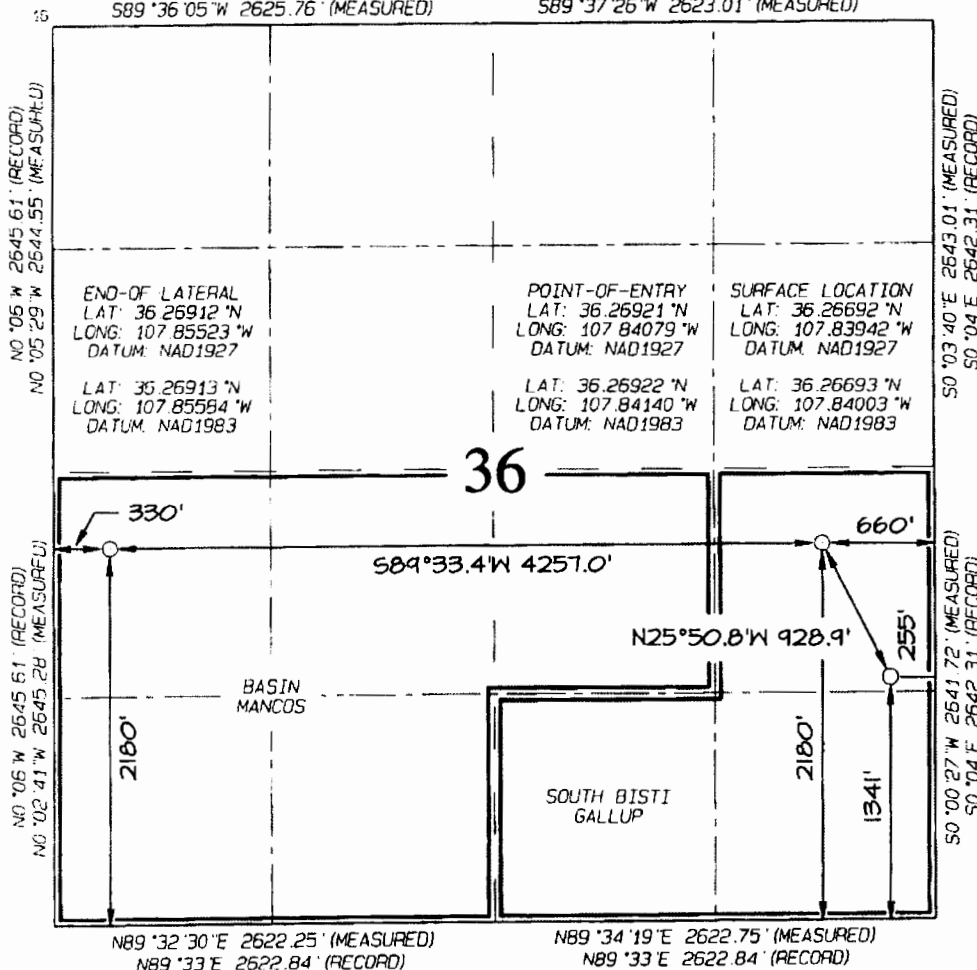 S89°36'05"W 2625.76' (MEASURED)
S89°37'26"W 2623.01' (MEASURED)
N0°06'W 2645.61' (RECORD)
N0°05'29"W 2644.55' (MEASURED)
S0°03'40"E 2643.01' (MEASURED)
S0°04'E 2642.31' (RECORD)
END-OF LATERAL
LAT: 36.26912°N
LONG: 107.85523°W
DATUM: NAD1927
LAT: 36.26913°N
LONG: 107.85584°W
DATUM: NAD1983
POINT-OF-ENTRY
LAT: 36.26921°N
LONG: 107.84079°W
DATUM: NAD1927
LAT: 36.26922°N
LONG: 107.84140°W
DATUM: NAD1983
SURFACE LOCATION
LAT: 36.26692°N
LONG: 107.83942°W
DATUM: NAD1927
LAT: 36.26693°N
LONG: 107.84003°W
DATUM: NAD1983
36
330'
660'
S89°33.4'W 4257.0'
N25°50.8'W 928.9'
255'
BASIN
MANCOS
2180'
SOUTH BISTI
GALLUP
2180'
1341'
N0°06'W 2645.61' (RECORD)
N0°02'41"W 2645.28' (MEASURED)
S0°00'27"W 2641.72' (MEASURED)
S0°04'E 2642.31' (RECORD)
N89°32'30"E 2622.25' (MEASURED)
N89°33'E 2622.84' (RECORD)
N89°34'19"E 2622.75' (MEASURED)
N89°33'E 2622.84' (RECORD)